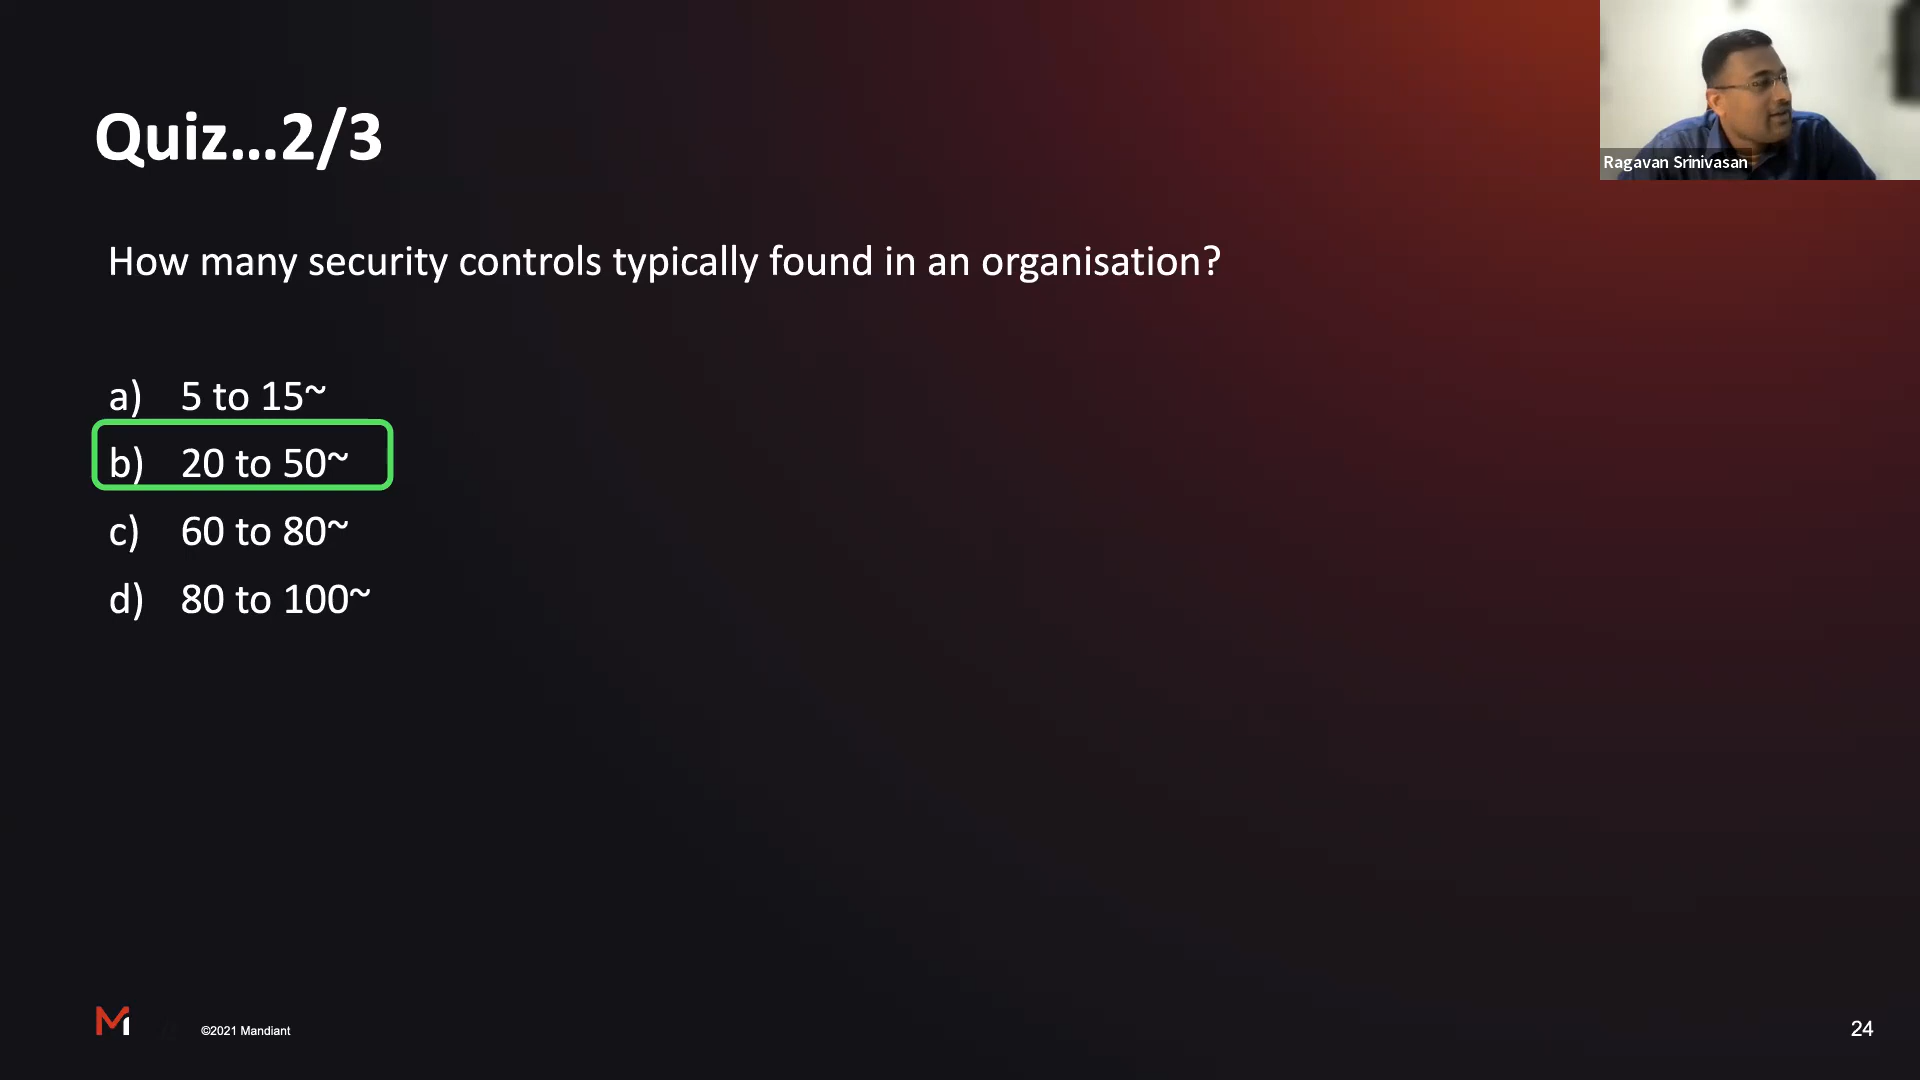 Quiz...2/3
Ragavan Srinivasan
How many security controls typically found in an organisation?
a) 5 to 15~
b) 20 to 50~
c) 60 to 80~
d) 80 to 100~
©2021 Mandiant
24